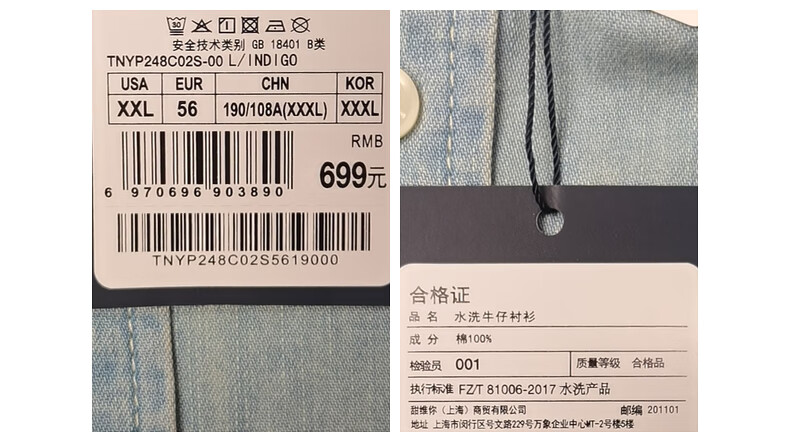 安全技术类别 GB 18401 B类
TNYP248C02S-00 L/INDIGO
USA EUR CHN KOR
XXL 56 190/108A(XXXL) XXXL
RMB
699元
6 970696 903890
TNYP248C02S5619000
合格证
品 名 水洗牛仔衬衫
成 分 棉100%
检验员 001 质量等级 合格品
执行标准 FZ/T 81006-2017 水洗产品
甜维你（上海）商贸有限公司 邮编 201101
地址 上海市闵行区号文路229号万象企业中心MT-2号楼5楼